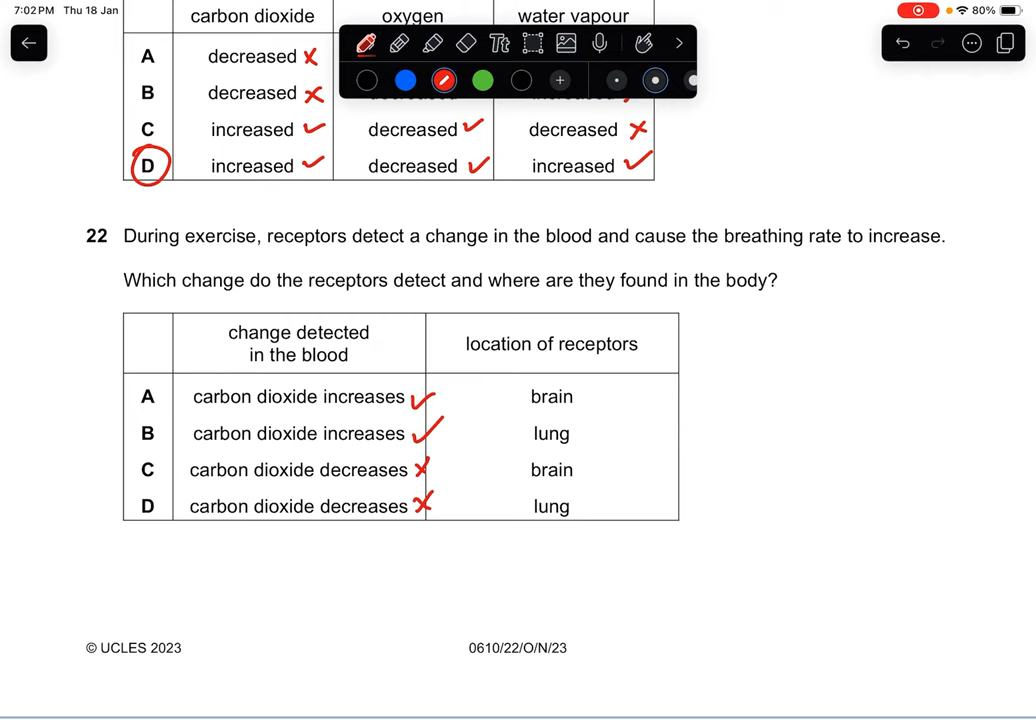 7:02 PM Thu 18 Jan 80%
carbon dioxide oxygen water vapour
Tt
A decreased
B decreased
C increased decreased decreased
D increased decreased increased
22 During exercise, receptors detect a change in the blood and cause the breathing rate to increase.
Which change do the receptors detect and where are they found in the body?
change detected
in the blood
location of receptors
A carbon dioxide increases brain
B carbon dioxide increases lung
C carbon dioxide decreases brain
D carbon dioxide decreases lung
© UCLES 2023 0610/22/O/N/23